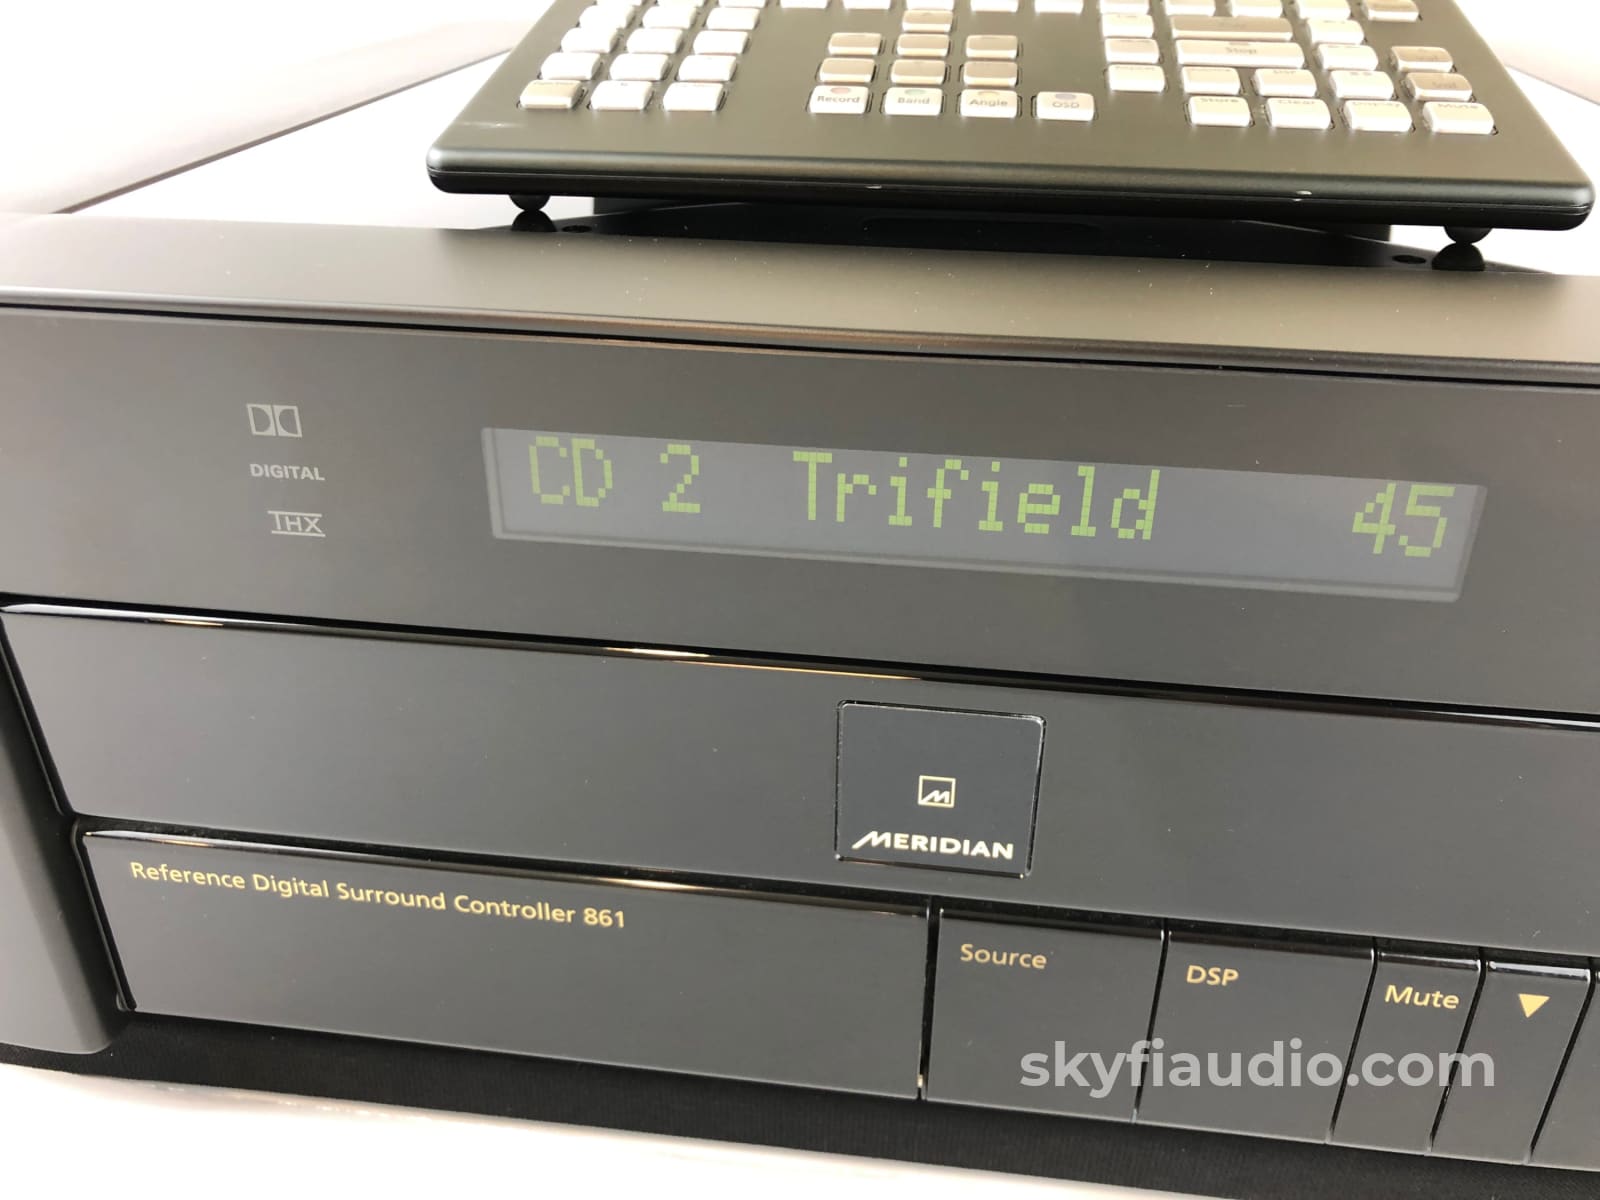 Stop
Record Band Angle OSD
Store Clear Display Mute
DIGITAL
THX
CD 2 Trifield 45
MERIDIAN
Reference Digital Surround Controller 861
Source
DSP
Mute
skyfiaudio.com